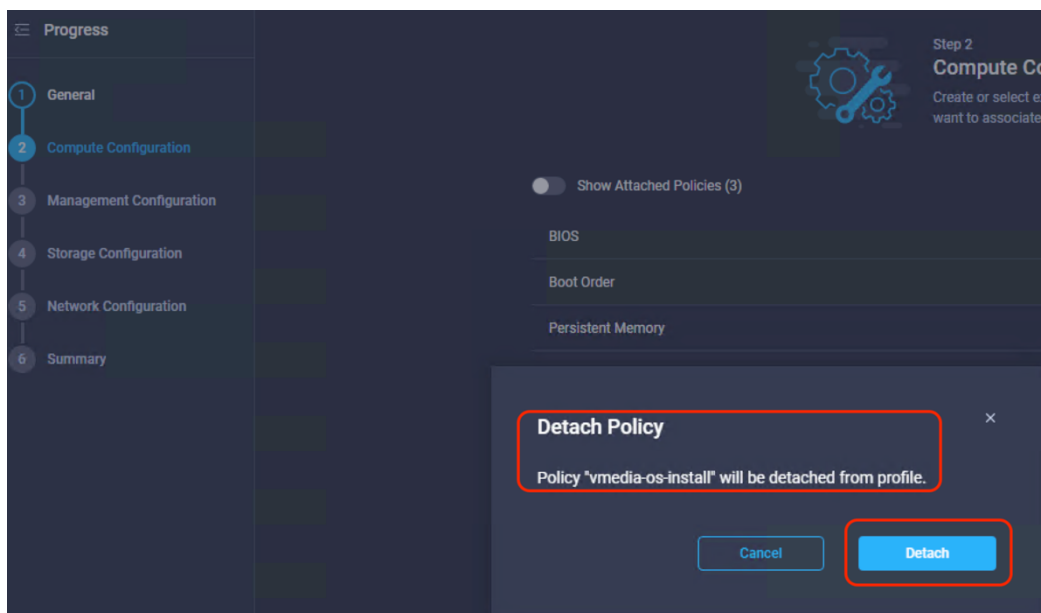 Progress
1 General
2 Compute Configuration
3 Management Configuration
4 Storage Configuration
5 Network Configuration
6 Summary
Step 2
Compute
Create or select
want to associate
Show Attached Policies (3)
BIOS
Boot Order
Persistent Memory
Detach Policy
Policy "vmedia-os-install" will be detached from profile.
Cancel
Detach